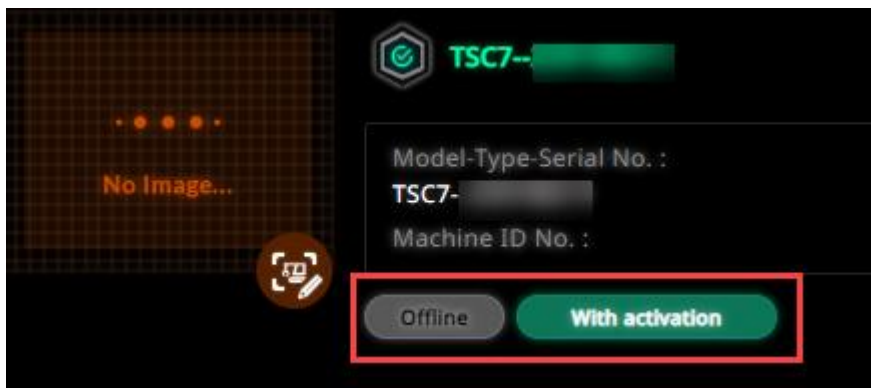 TSC7--
No Image...
Model-Type-Serial No. :
TSC7-
Machine ID No. :
Offline
With activation